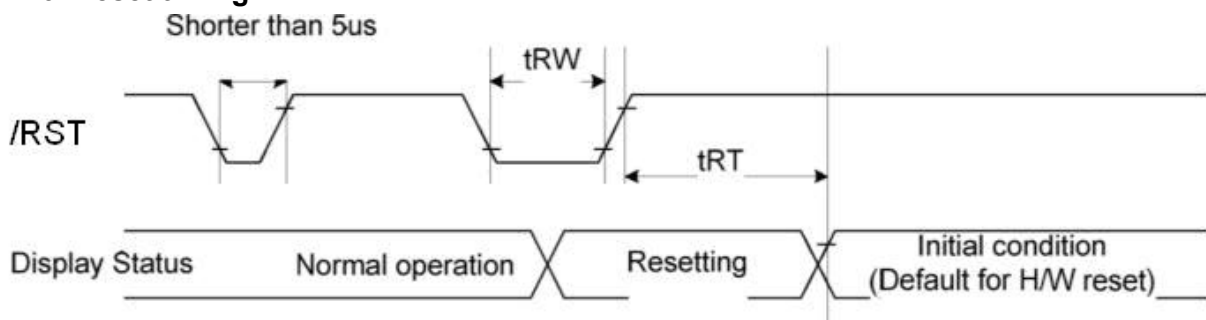 Shorter than 5us
tRW
/RST
tRT
Display Status
Normal operation
Resetting
Initial condition
(Default for H/W reset)